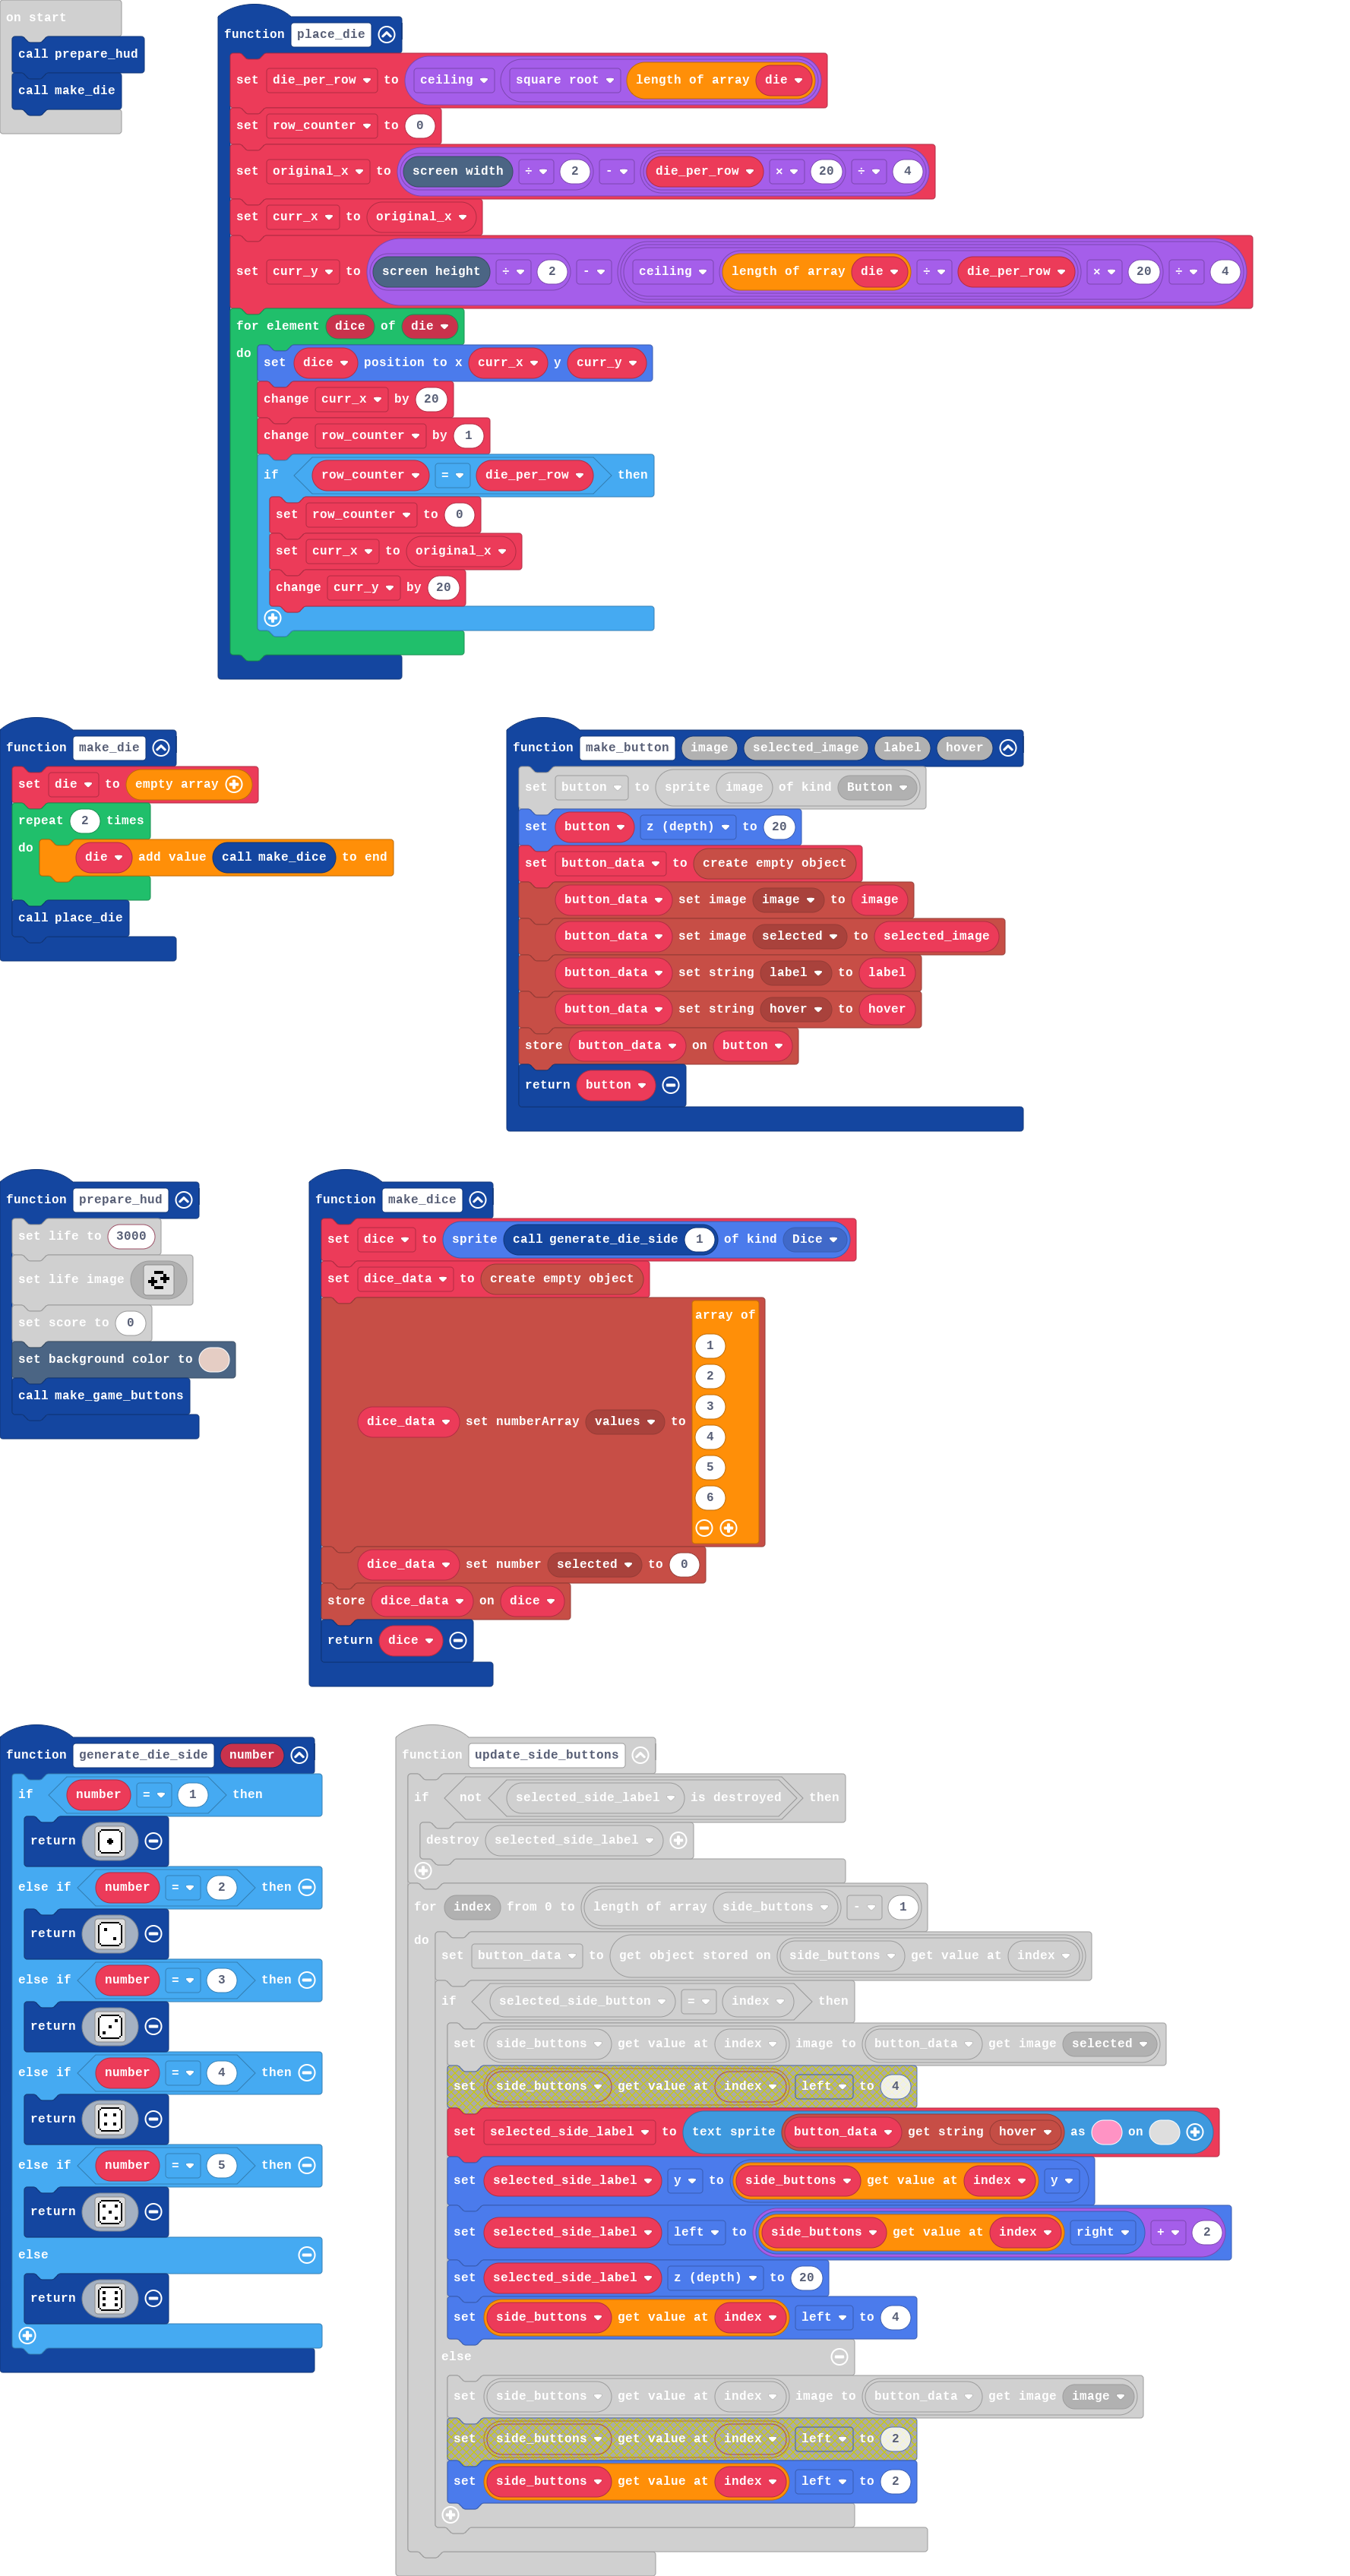 on start
call prepare_hud
call make_die
function place_die
set die_per_row to ceiling square root length of array die
set row_counter to 0
set original_x to screen width ÷ 2 - die_per_row × 20 ÷ 4
set curr_x to original_x
set curr_y to screen height ÷ 2 - ceiling length of array die ÷ die_per_row × 20 ÷ 4
for element dice of die
do
set dice position to x curr_x y curr_y
change curr_x by 20
change row_counter by 1
if row_counter = die_per_row then
set row_counter to 0
set curr_x to original_x
change curr_y by 20
function make_die
set die to empty array
repeat 2 times
do
die add value call make_dice to end
call place_die
function make_button image selected_image label hover
set button to sprite image of kind Button
set button z (depth) to 20
set button_data to create empty object
button_data set image image to image
button_data set image selected to selected_image
button_data set string label to label
button_data set string hover to hover
store button_data on button
return button
function prepare_hud
set life to 3000
set life image
set score to 0
set background color to
call make_game_buttons
function make_dice
set dice to sprite call generate_die_side 1 of kind Dice
set dice_data to create empty object
dice_data set numberArray values to
array of
1
2
3
4
5
6
dice_data set number selected to 0
store dice_data on dice
return dice
function generate_die_side number
if number = 1 then
return
else if number = 2 then
return
else if number = 3 then
return
else if number = 4 then
return
else if number = 5 then
return
else
return
function update_side_buttons
if not selected_side_label is destroyed then
destroy selected_side_label
for index from 0 to length of array side_buttons - 1
do
set button_data to get object stored on side_buttons get value at index
if selected_side_button = index then
set side_buttons get value at index image to button_data get image selected
set side_buttons get value at index left to 4
set selected_side_label to text sprite button_data get string hover as on
set selected_side_label y to side_buttons get value at index y
set selected_side_label left to side_buttons get value at index right + 2
set selected_side_label z (depth) to 20
set side_buttons get value at index left to 4
else
set side_buttons get value at index image to button_data get image image
set side_buttons get value at index left to 2
set side_buttons get value at index left to 2